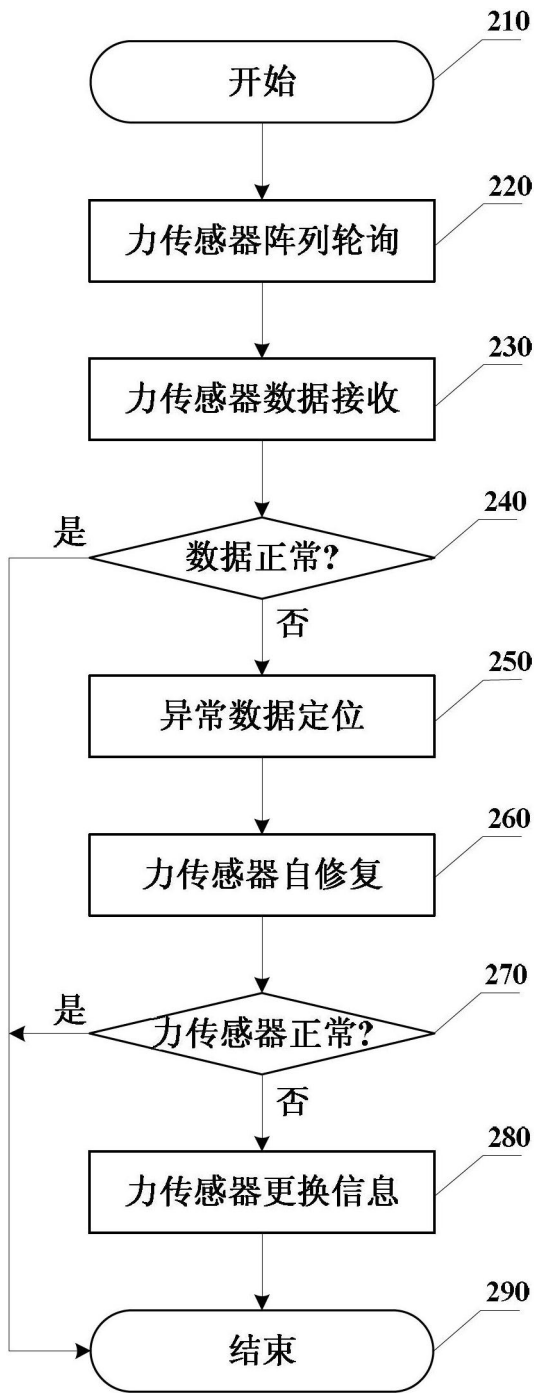 210
开始
220
力传感器阵列轮询
230
力传感器数据接收
240
是
数据正常?
否
250
异常数据定位
260
力传感器自修复
270
是
力传感器正常?
否
280
力传感器更换信息
290
结束